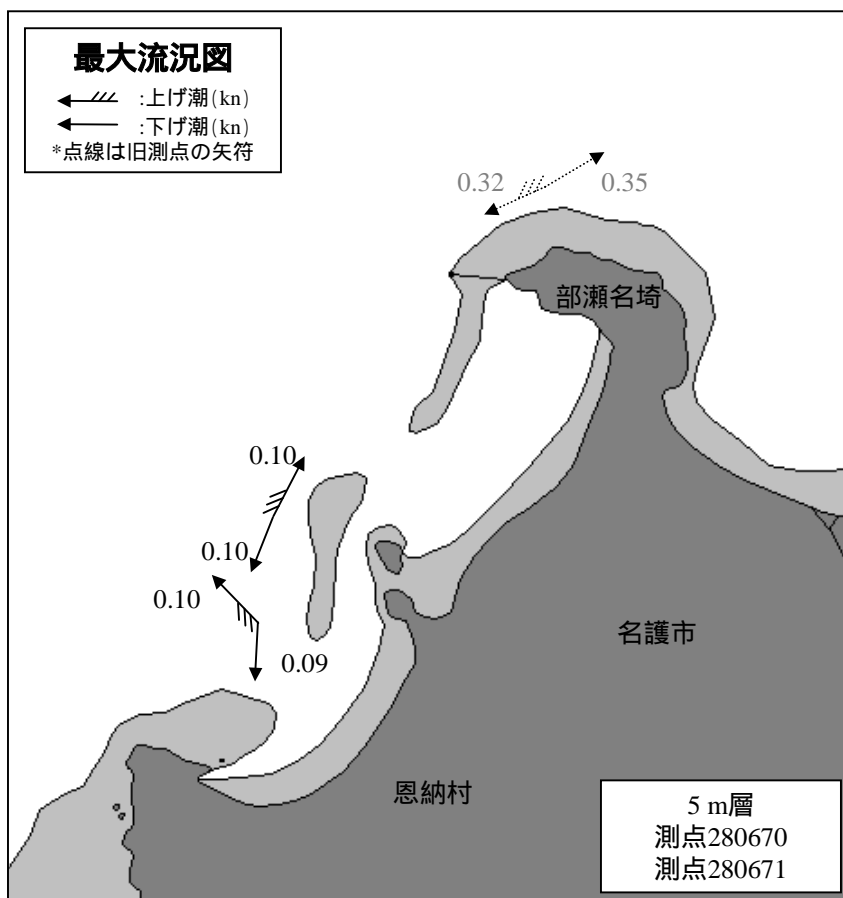 最大流況図
:上げ潮(kn)
:下げ潮(kn)
*点線は旧測点の矢符
0.32
0.35
部瀬名埼
0.10
0.10
0.10
0.09
名護市
恩納村
5 m層
測点280670
測点280671